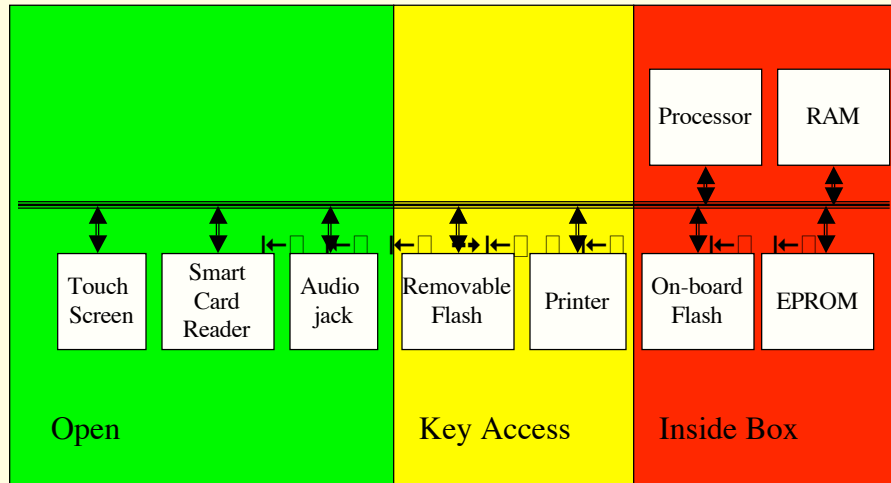 Processor
RAM
Touch
Screen
Smart
Card
Reader
Audio
jack
Removable
Flash
Printer
On-board
Flash
EPROM
Open
Key Access
Inside Box